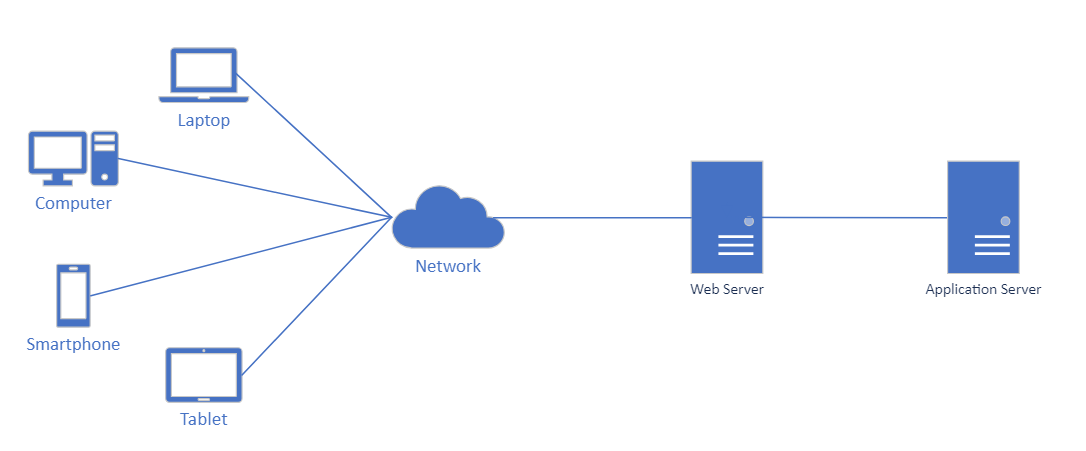 Laptop
Computer
Network
Web Server
Application Server
Smartphone
Tablet